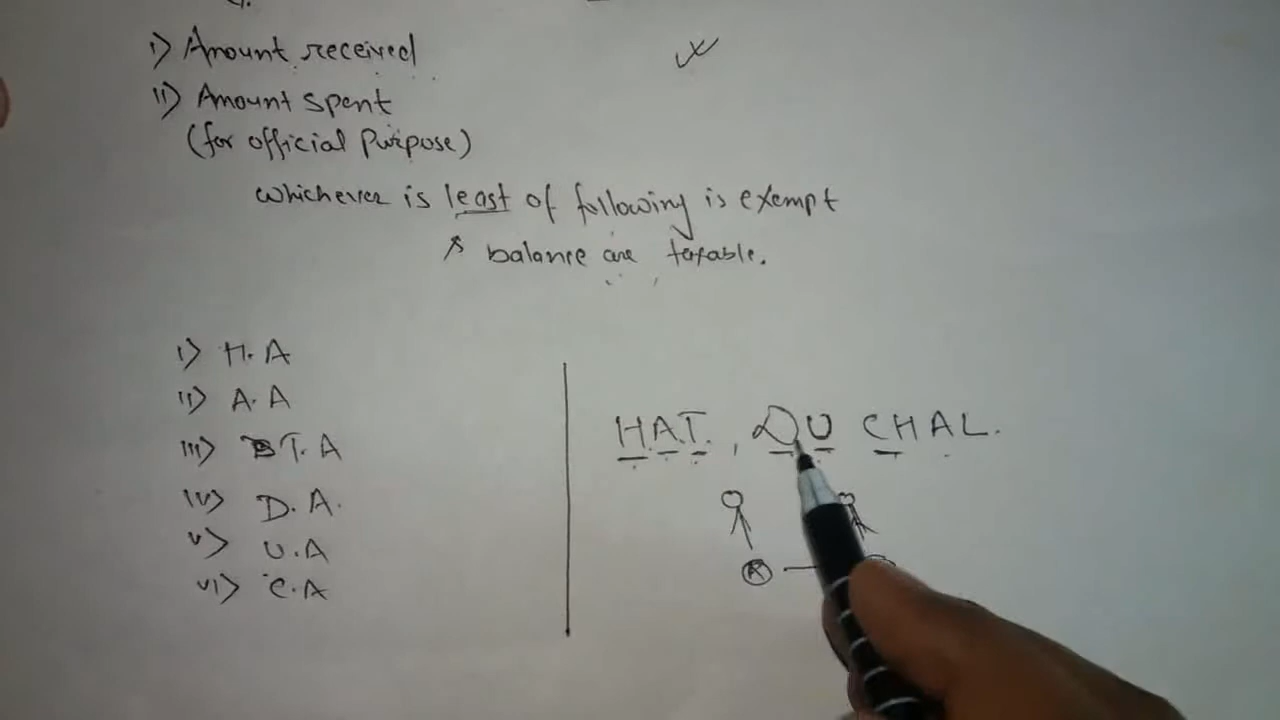 i) Amount received
ii) Amount spent
(for official purpose)
whichever is least of following is exempt
balance are taxable.
i) H.A
ii) A.A
iii) T.A
iv) D.A.
v) U.A
vi) C.A
HAT, DU CHAL.
A